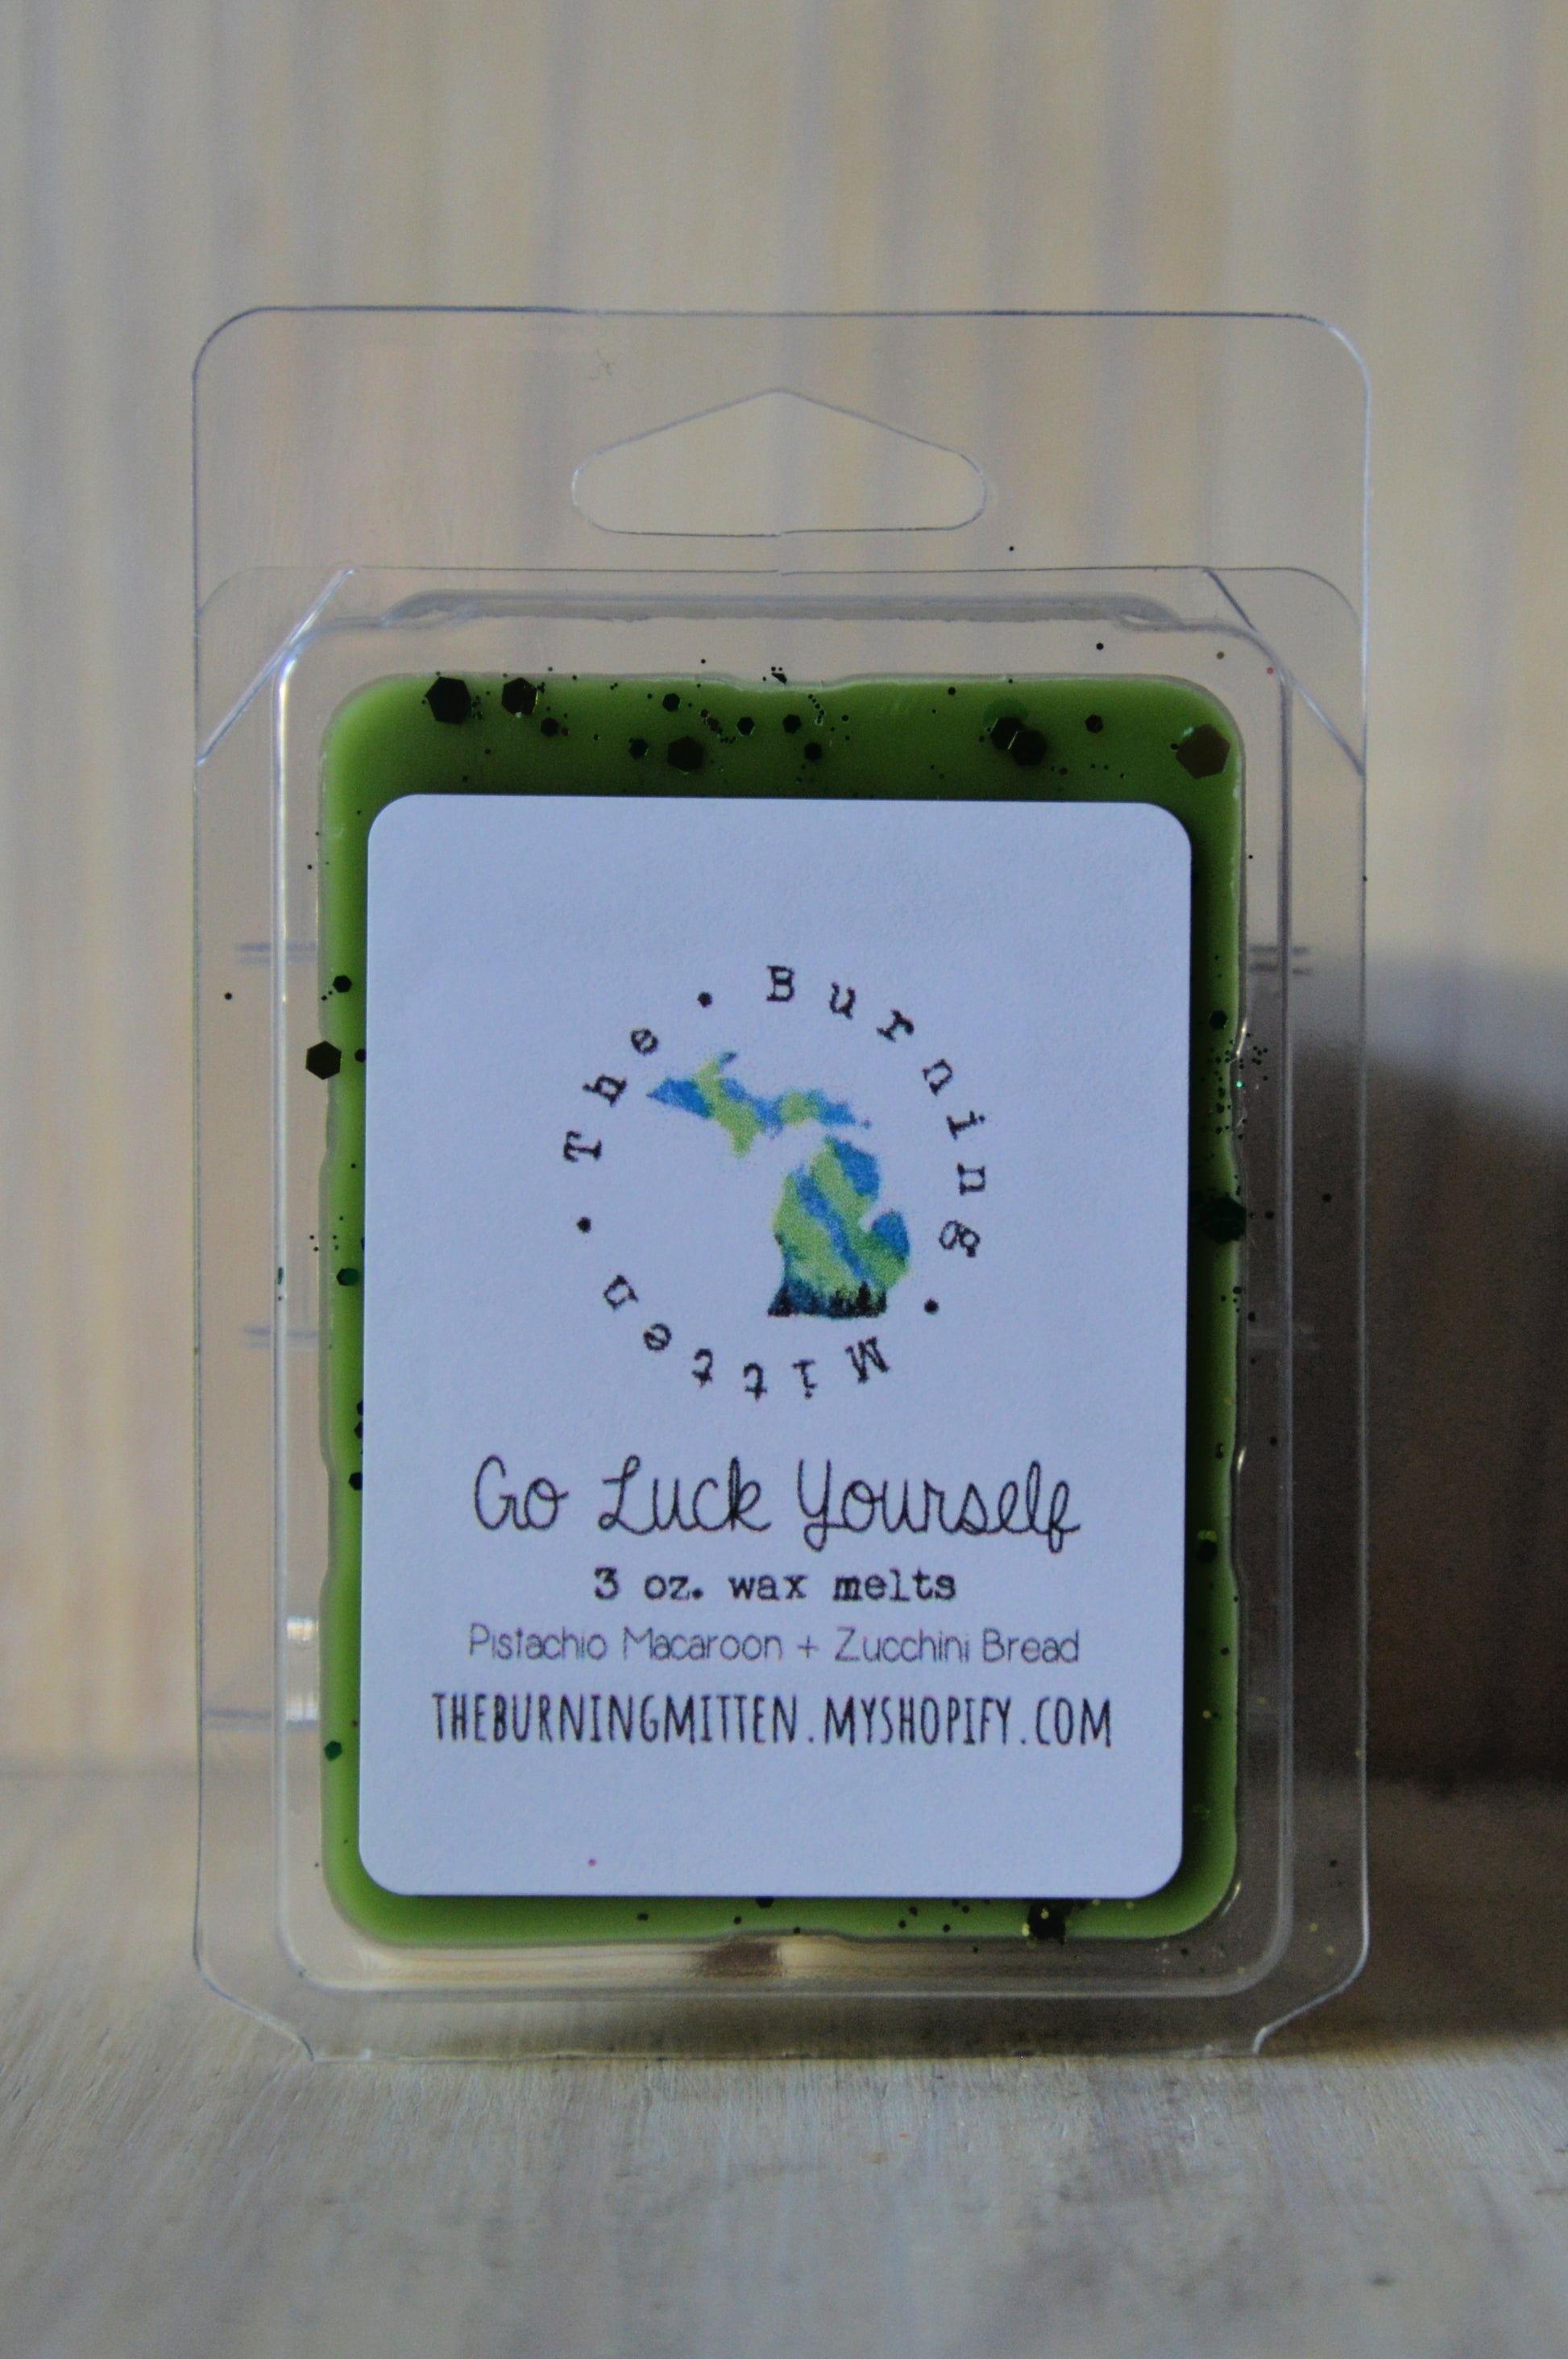 The • Burning • Mitten •
Go Luck Yourself
3 oz. wax melts
Pistachio Macaroon + Zucchini Bread
THEBURNINGMITTEN.MYSHOPIFY.COM